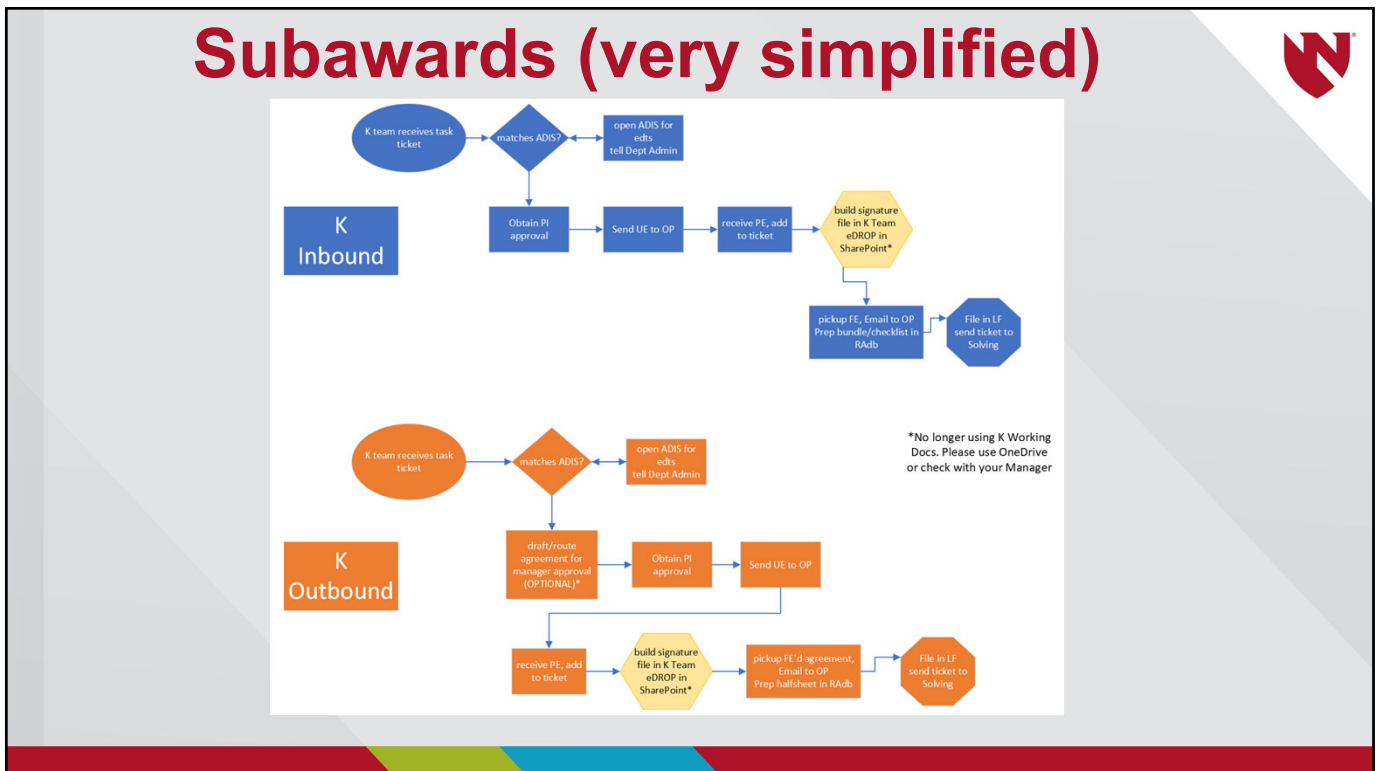 Subawards (very simplified)
K team receives task
ticket
matches ADIS?
open ADIS for
edts
tell Dept Admin
K
Inbound
Obtain PI
approval
Send UE to OP
receive PE, add
to ticket
build signature
file in K Team
eDROP in
SharePoint*
pickup FE, Email to OP
Prep bundle/checklist in
RAdb
File in LF
send ticket to
Solving
K team receives task
ticket
matches ADIS?
open ADIS for
edts
tell Dept Admin
*No longer using K Working
Docs. Please use OneDrive
or check with your Manager
K
Outbound
draft/route
agreement for
manager approval
(OPTIONAL)*
Obtain PI
approval
Send UE to OP
receive PE, add
to ticket
build signature
file in K Team
eDROP in
SharePoint*
pickup FE'd agreement,
Email to OP
Prep halfsheet in RAdb
File in LF
send ticket to
Solving